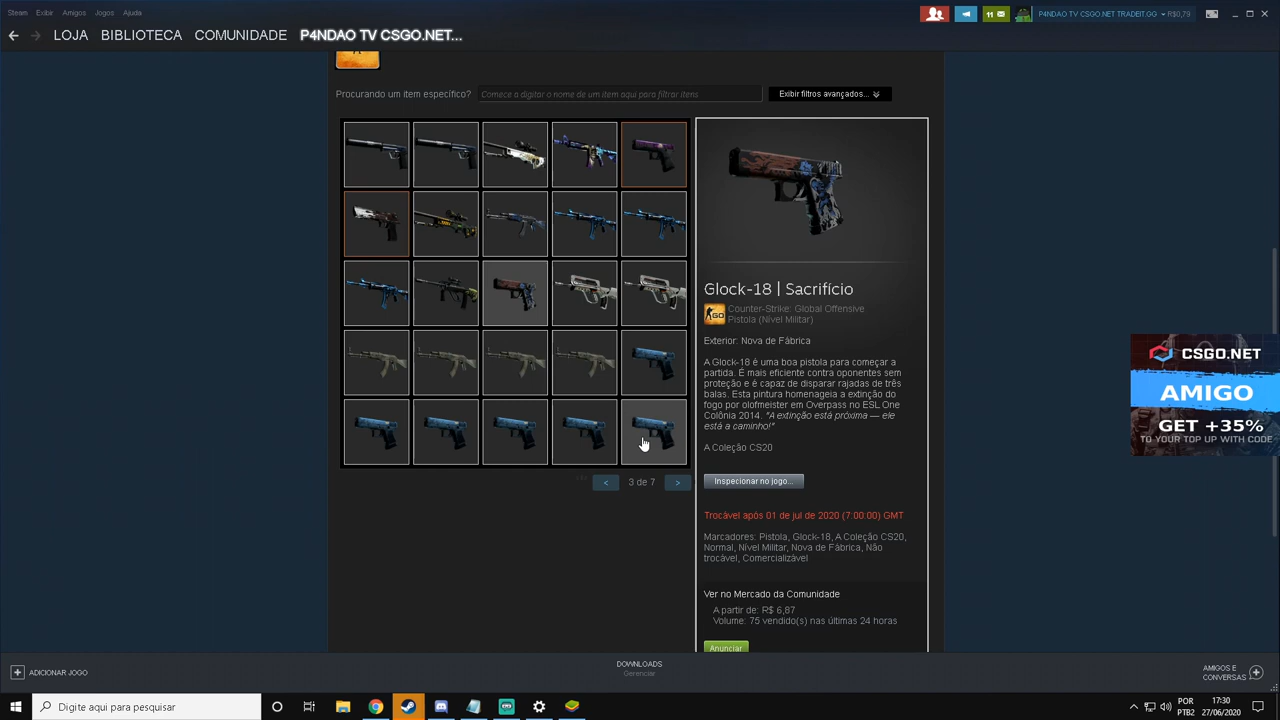 Steam Exibir Amigos Jogos Ajuda
11
P4NDAO TV CSGO.NET TRADEIT.GG
R$0,79
LOJA BIBLIOTECA COMUNIDADE P4NDAO TV CSGO.NET...
Procurando um item específico?
Comece a digitar o nome de um item aqui para filtrar itens
Exibir filtros avançados...
Glock-18 | Sacrifício
GO
Counter-Strike: Global Offensive
Pistola (Nível Militar)
Exterior: Nova de Fábrica
A Glock-18 é uma boa pistola para começar a
partida. É mais eficiente contra oponentes sem
proteção e é capaz de disparar rajadas de três
balas. Esta pintura homenageia a extinção do
fogo por olofmeister em Overpass no ESL One
Colônia 2014. "A extinção está próxima — ele
está a caminho!"
A Coleção CS20
Inspecionar no jogo...
< 3 de 7 >
Trocável após 01 de jul de 2020 (7:00:00) GMT
Marcadores: Pistola, Glock-18, A Coleção CS20,
Normal, Nível Militar, Nova de Fábrica, Não
trocável, Comercializável
Ver no Mercado da Comunidade
A partir de: R$ 6,87
Volume: 75 vendido(s) nas últimas 24 horas
Anunciar
CSGO.NET
AMIGO
GET +35%
TO YOUR TOP UP WITH CODE
ADICIONAR JOGO
DOWNLOADS
Gerenciar
AMIGOS E
CONVERSAS
Digite aqui para pesquisar
POR
PTB2
17:30
27/06/2020